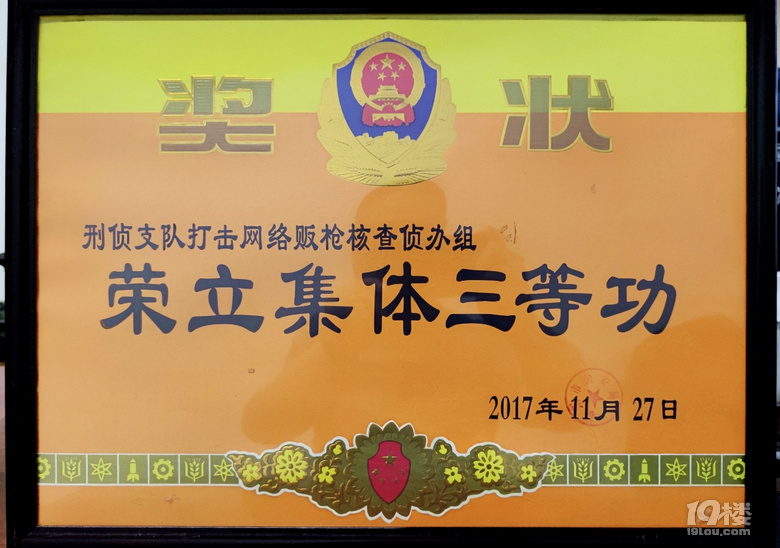 奖状
刑侦支队打击网络贩枪核查侦办组
荣立集体三等功
2017年11月27日
19楼
19lou.com